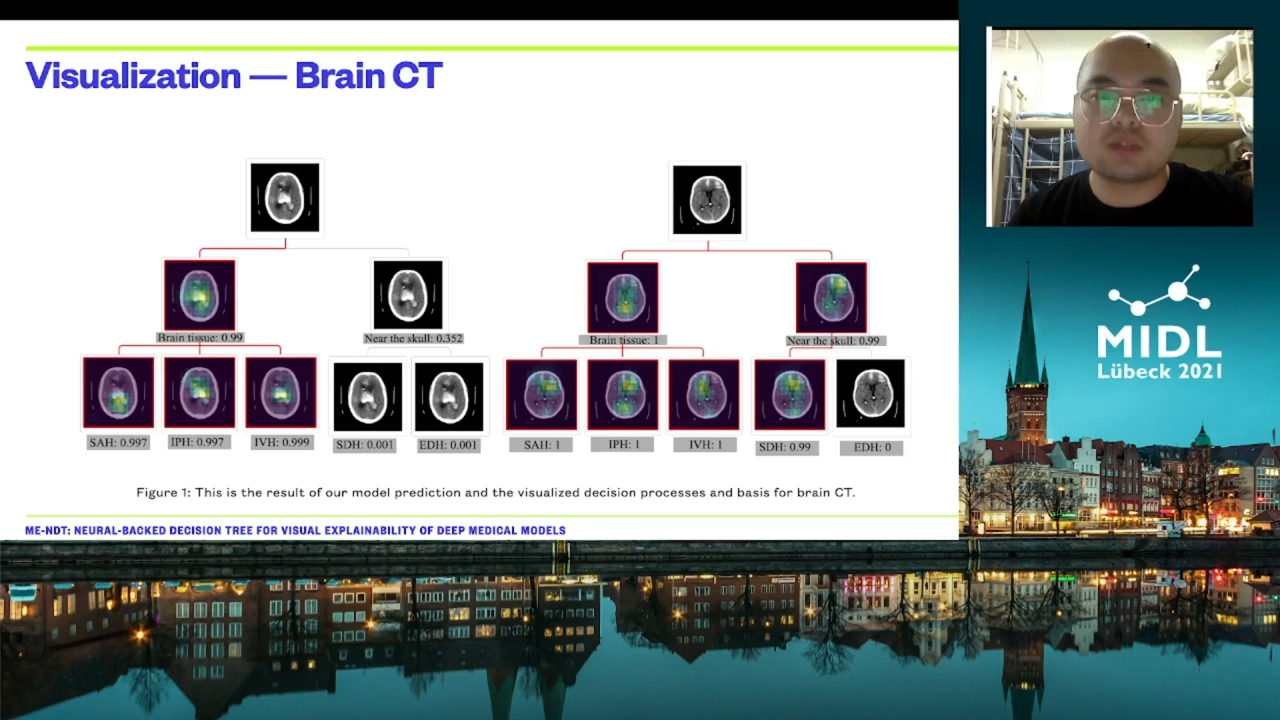 Visualization — Brain CT
Brain tissue: 0.99
Near the skull: 0.352
Brain tissue: 1
Near the skull: 0.99
SAH: 0.997
IPH: 0.997
IVH: 0.999
SDH: 0.001
EDH: 0.001
SAH: 1
IPH: 1
IVH: 1
SDH: 0.99
EDH: 0
Figure 1: This is the result of our model prediction and the visualized decision processes and basis for brain CT.
ME-NDT: NEURAL-BACKED DECISION TREE FOR VISUAL EXPLAINABILITY OF DEEP MEDICAL MODELS
MIDL
Lübeck 2021